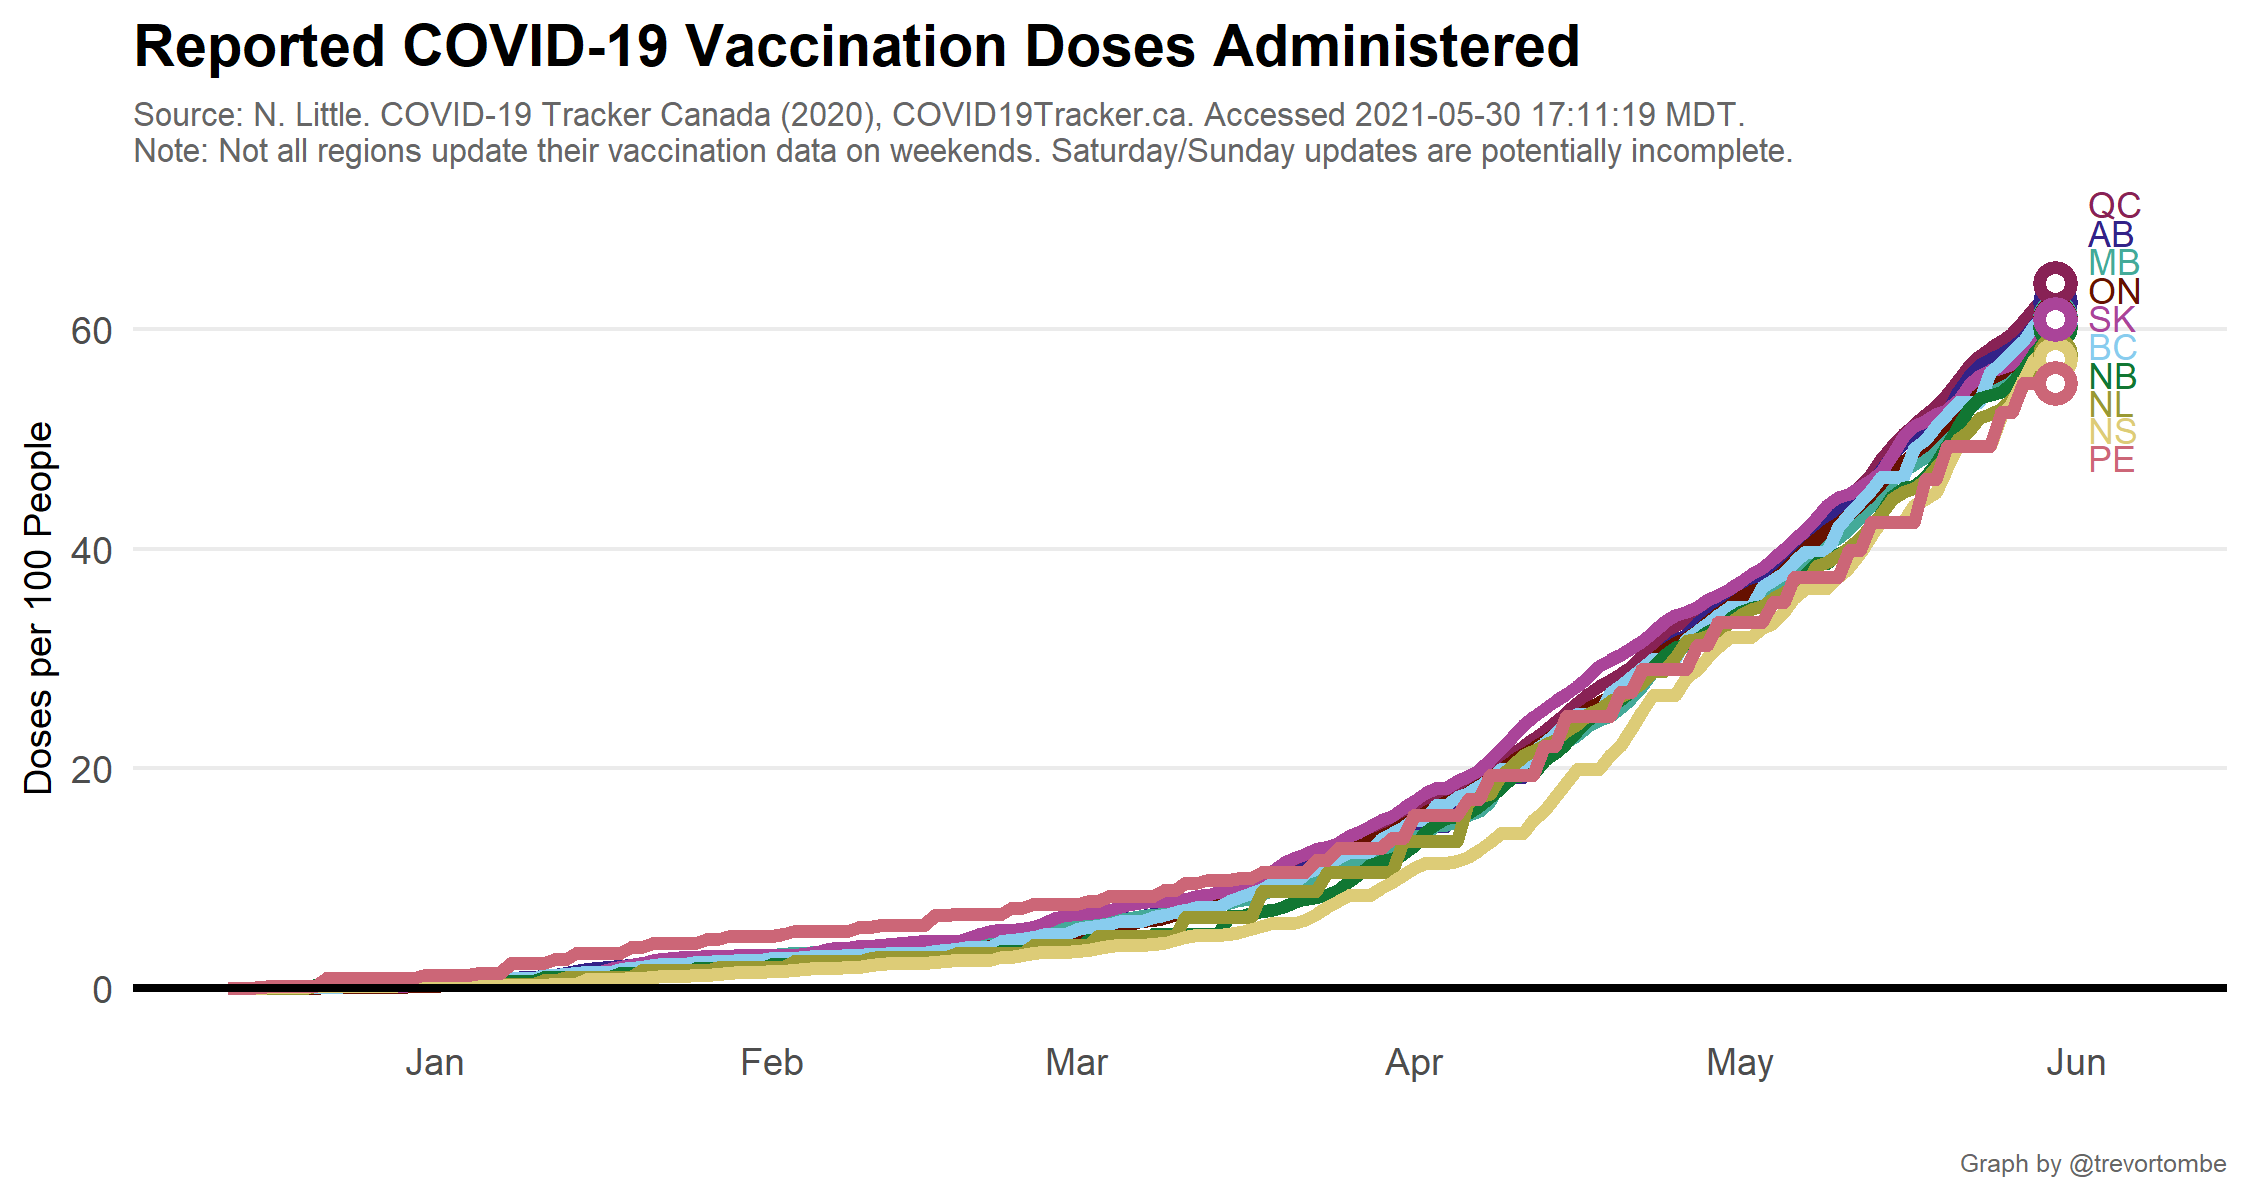 Reported COVID-19 Vaccination Doses Administered
Source: N. Little. COVID-19 Tracker Canada (2020), COVID19Tracker.ca. Accessed 2021-05-30 17:11:19 MDT.
Note: Not all regions update their vaccination data on weekends. Saturday/Sunday updates are potentially incomplete.
Doses per 100 People
60
40
20
0
QC
AB
MB
ON
SK
BC
NB
NL
NS
PE
Jan Feb Mar Apr May Jun
Graph by @trevortombe